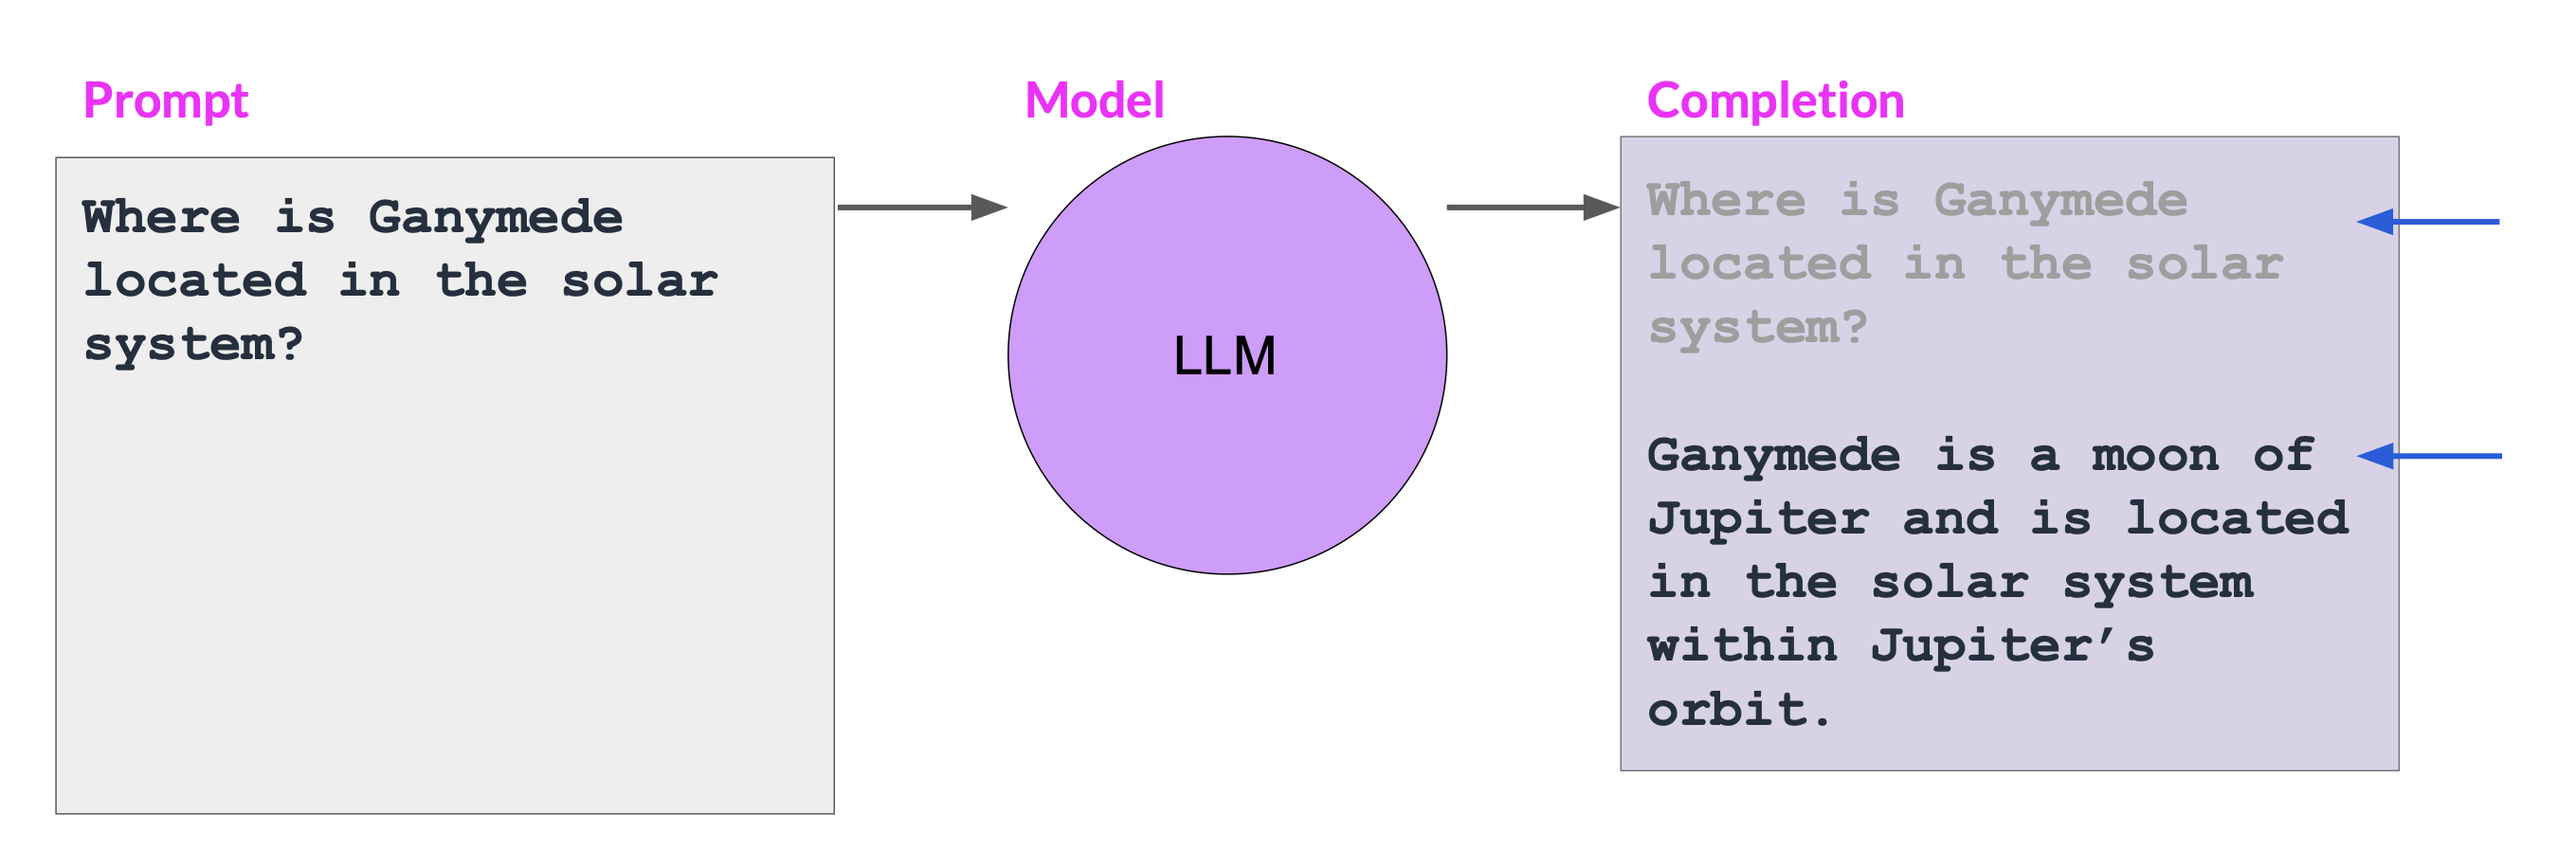 Prompt
Where is Ganymede
located in the solar
system?
Model
LLM
Completion
Where is Ganymede
located in the solar
system?
Ganymede is a moon of
Jupiter and is located
in the solar system
within Jupiter’s
orbit.